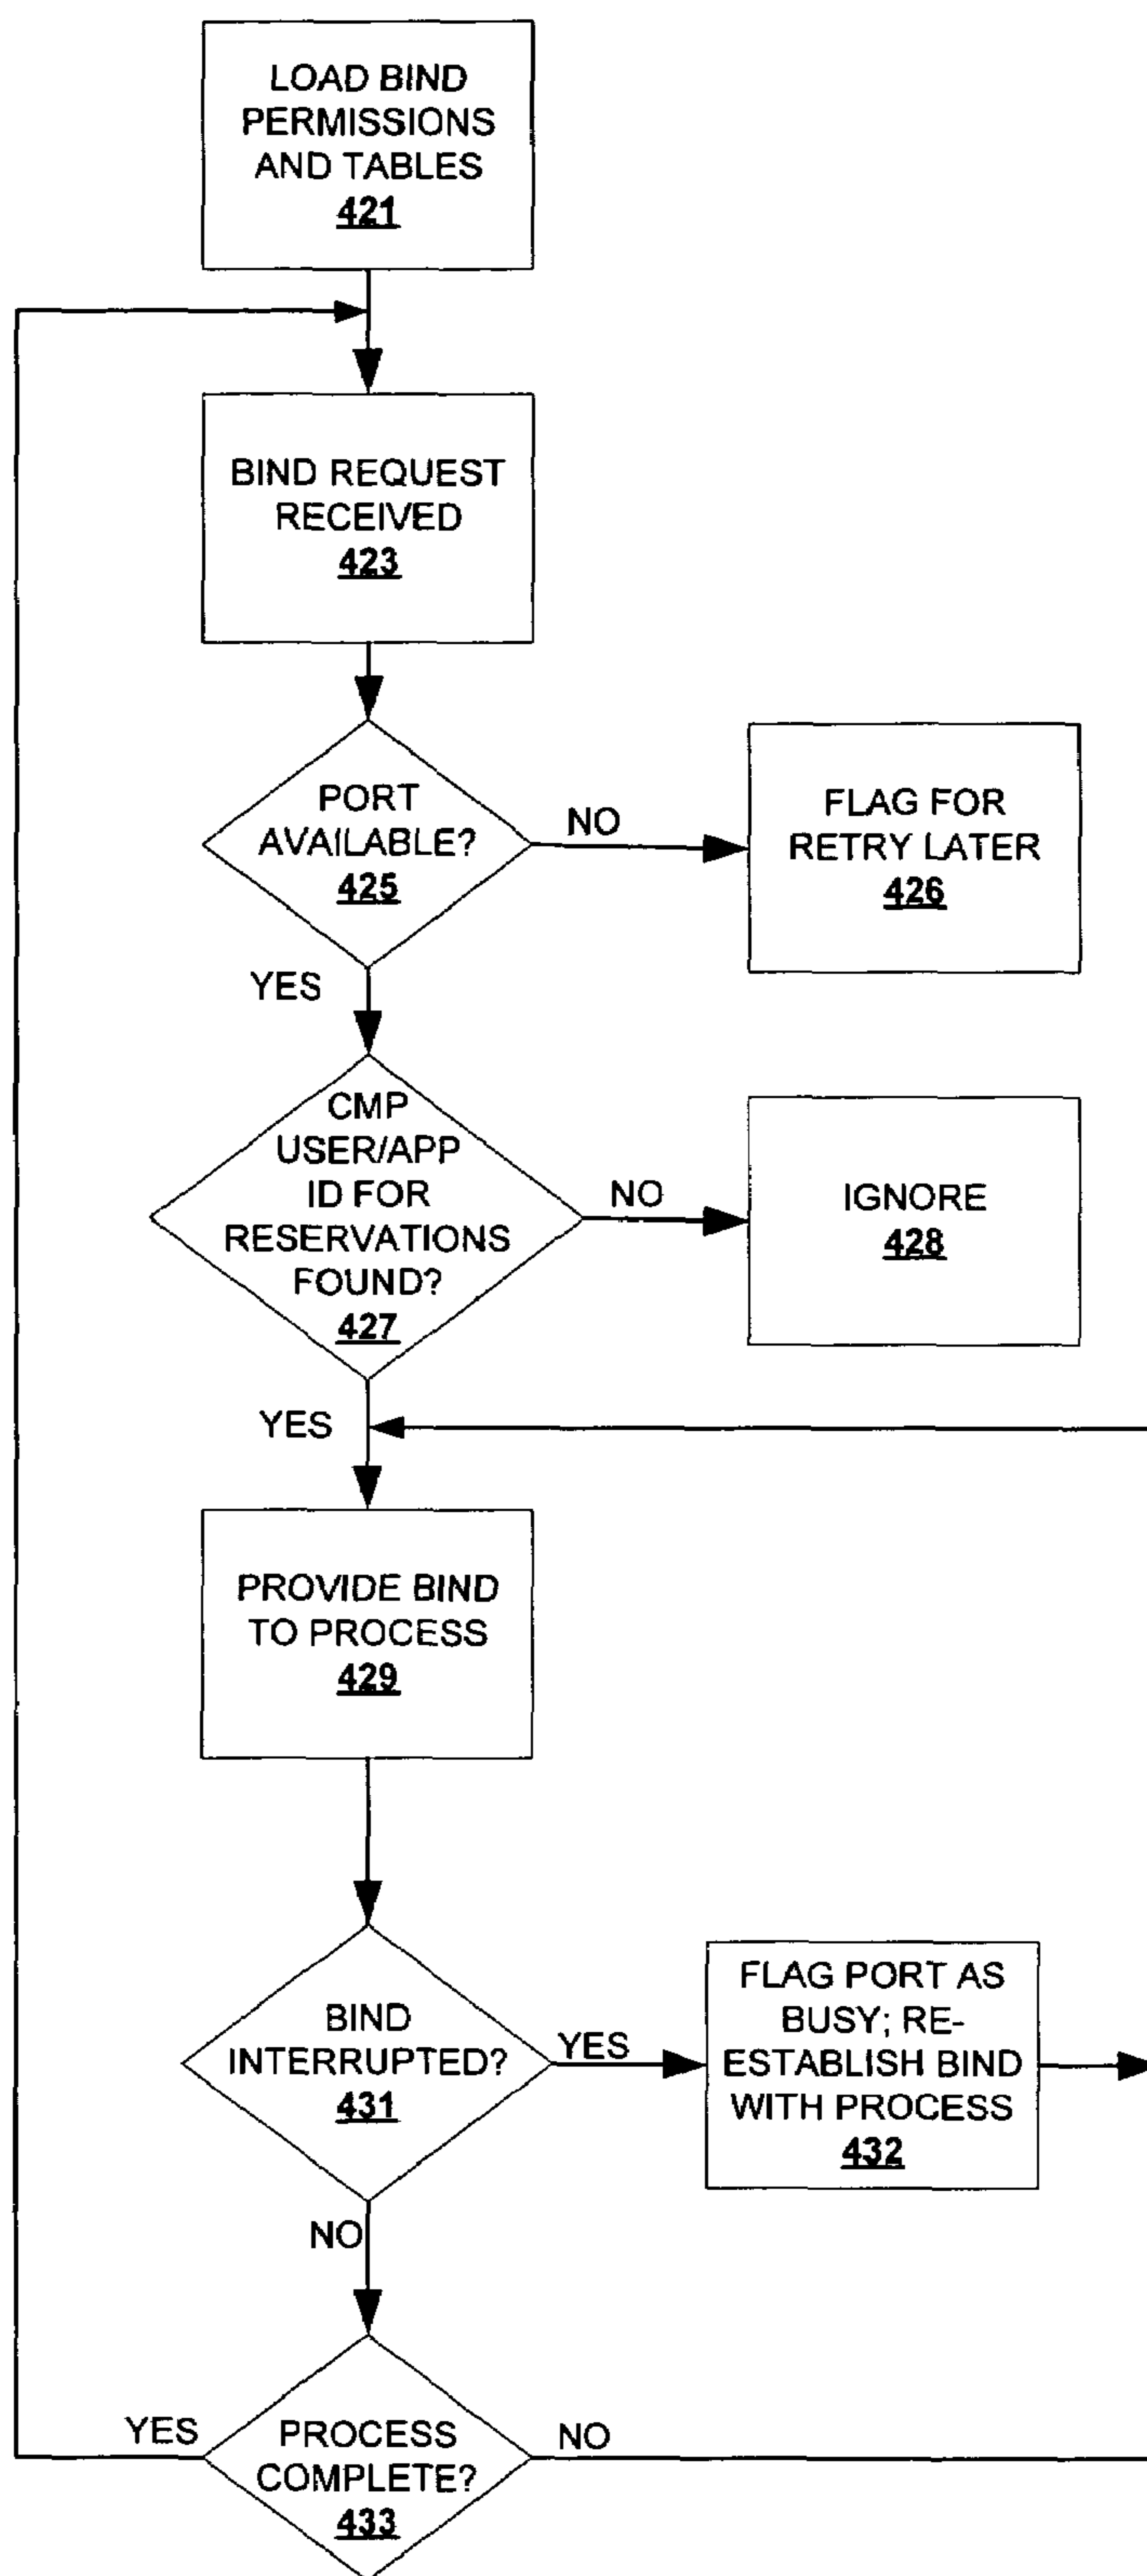 LOAD BIND
PERMISSIONS
AND TABLES
421
BIND REQUEST
RECEIVED
423
PORT
AVAILABLE?
425
NO
FLAG FOR
RETRY LATER
426
YES
CMP
USER/APP
ID FOR
RESERVATIONS
FOUND?
427
NO
IGNORE
428
YES
PROVIDE BIND
TO PROCESS
429
BIND
INTERRUPTED?
431
YES
FLAG PORT AS
BUSY; RE-
ESTABLISH BIND
WITH PROCESS
432
NO
YES
PROCESS
COMPLETE?
433
NO